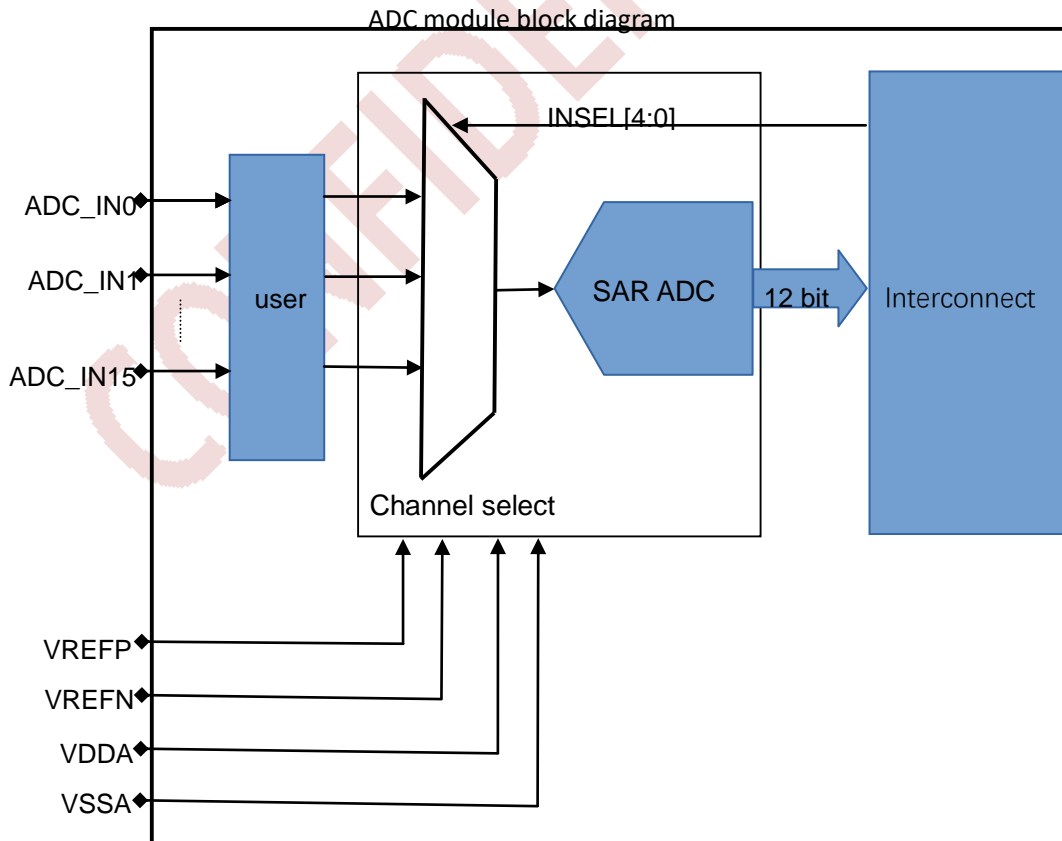 ADC module block diagram
INSEL[4:0]
ADC_IN0
ADC_IN1
user
SAR ADC
12 bit
Interconnect
ADC_IN15
Channel select
VREFP
VREFN
VDDA
VSSA